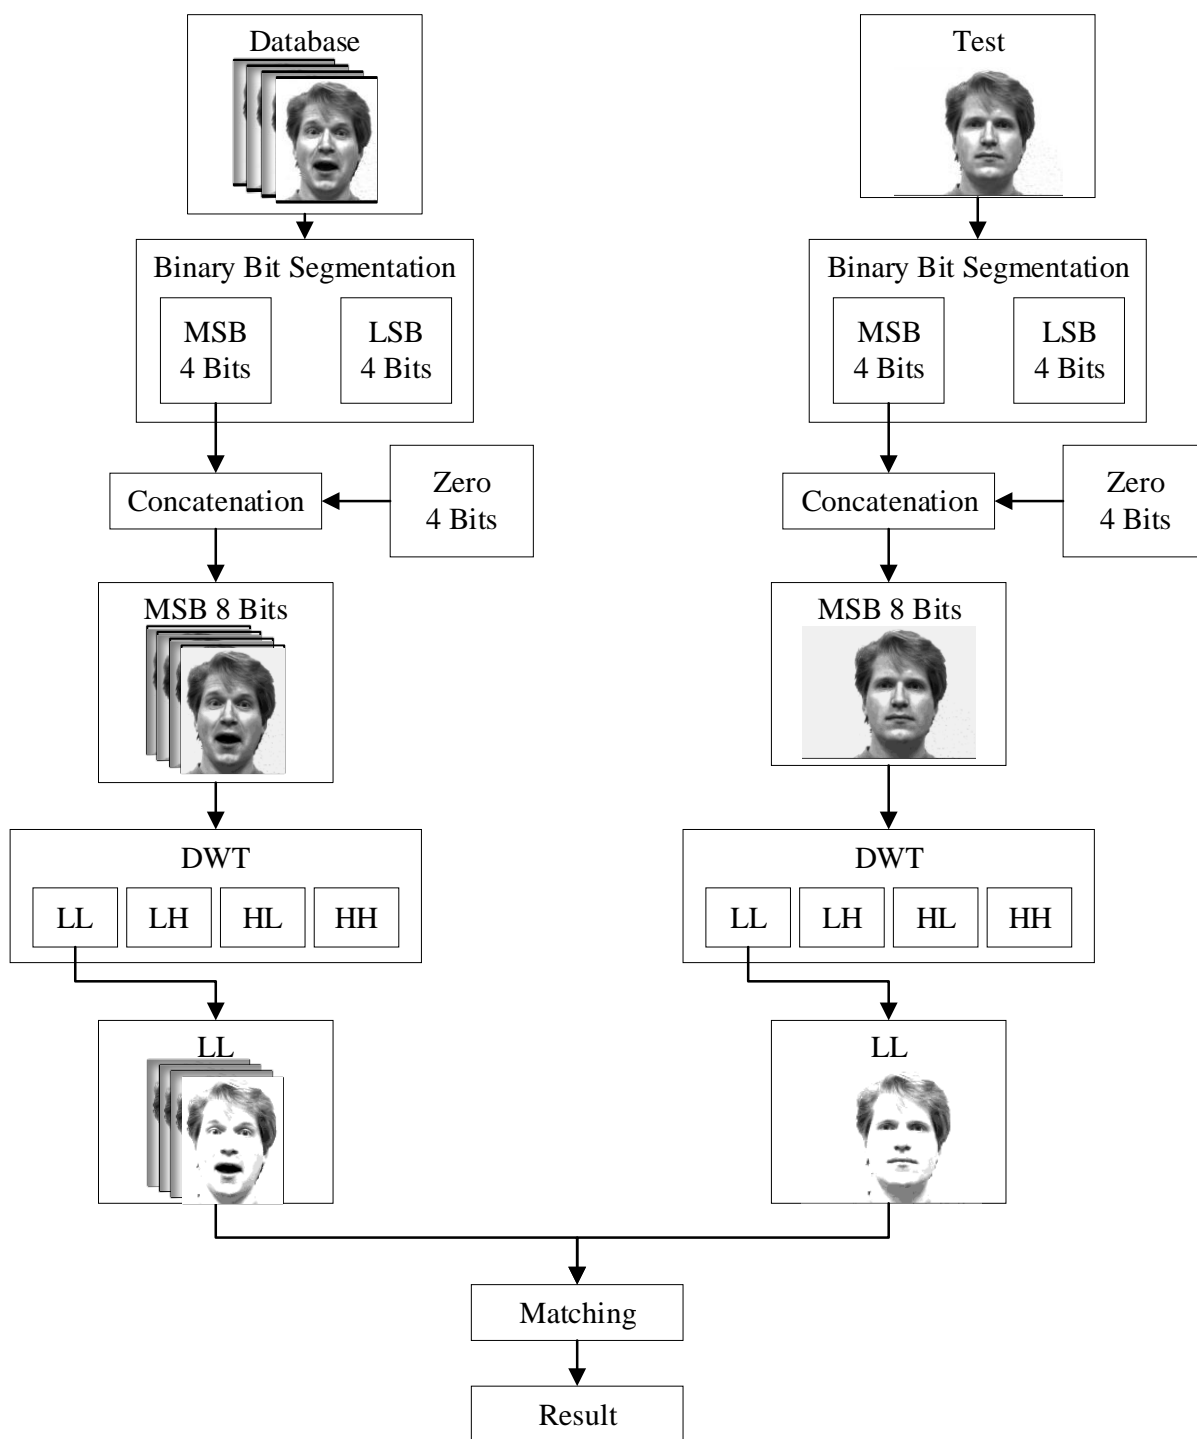 Database
Test
Binary Bit Segmentation
MSB
4 Bits
LSB
4 Bits
Binary Bit Segmentation
MSB
4 Bits
LSB
4 Bits
Concatenation
Zero
4 Bits
Concatenation
Zero
4 Bits
MSB 8 Bits
MSB 8 Bits
DWT
LL
LH
HL
HH
DWT
LL
LH
HL
HH
LL
LL
Matching
Result